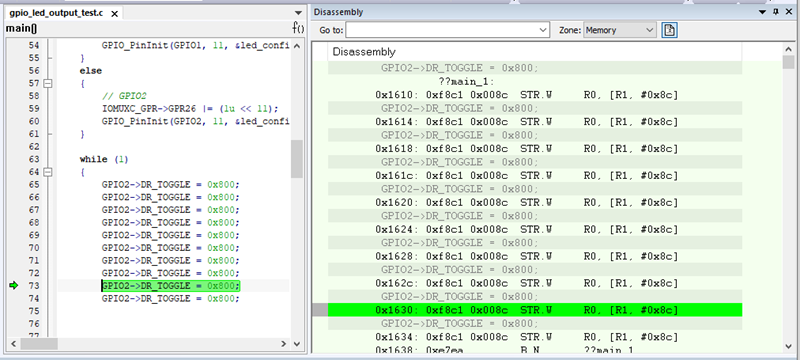 gpio_led_output_test.c
main()
f()
54 GPIO_PinInit(GPIO1, 11, &led_confi
55 }
56 else
57 {
58 // GPIO2
59 IOMUXC_GPR->GPR26 |= (1u << 11);
60 GPIO_PinInit(GPIO2, 11, &led_confi
61 }
62
63 while (1)
64 {
65 GPIO2->DR_TOGGLE = 0x800;
66 GPIO2->DR_TOGGLE = 0x800;
67 GPIO2->DR_TOGGLE = 0x800;
68 GPIO2->DR_TOGGLE = 0x800;
69 GPIO2->DR_TOGGLE = 0x800;
70 GPIO2->DR_TOGGLE = 0x800;
71 GPIO2->DR_TOGGLE = 0x800;
72 GPIO2->DR_TOGGLE = 0x800;
73 GPIO2->DR_TOGGLE = 0x800;
74 GPIO2->DR_TOGGLE = 0x800;
75
76
Disassembly
Go to:
Zone: Memory
Disassembly
GPIO2->DR_TOGGLE = 0x800;
??main_1:
0x1610: 0xf8c1 0x008c STR.W R0, [R1, #0x8c]
GPIO2->DR_TOGGLE = 0x800;
0x1614: 0xf8c1 0x008c STR.W R0, [R1, #0x8c]
GPIO2->DR_TOGGLE = 0x800;
0x1618: 0xf8c1 0x008c STR.W R0, [R1, #0x8c]
GPIO2->DR_TOGGLE = 0x800;
0x161c: 0xf8c1 0x008c STR.W R0, [R1, #0x8c]
GPIO2->DR_TOGGLE = 0x800;
0x1620: 0xf8c1 0x008c STR.W R0, [R1, #0x8c]
GPIO2->DR_TOGGLE = 0x800;
0x1624: 0xf8c1 0x008c STR.W R0, [R1, #0x8c]
GPIO2->DR_TOGGLE = 0x800;
0x1628: 0xf8c1 0x008c STR.W R0, [R1, #0x8c]
GPIO2->DR_TOGGLE = 0x800;
0x162c: 0xf8c1 0x008c STR.W R0, [R1, #0x8c]
GPIO2->DR_TOGGLE = 0x800;
0x1630: 0xf8c1 0x008c STR.W R0, [R1, #0x8c]
GPIO2->DR_TOGGLE = 0x800;
0x1634: 0xf8c1 0x008c STR.W R0, [R1, #0x8c]
0x1638: 0xe7ea B.N ??main_1